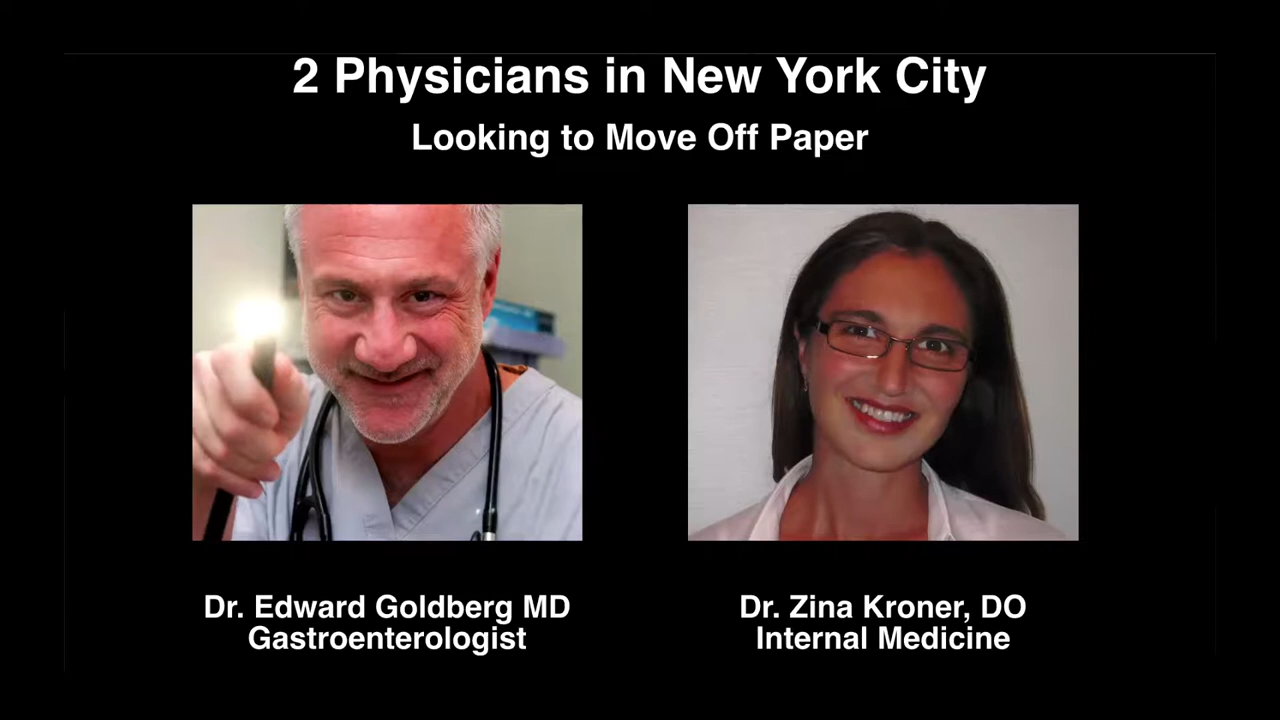 2 Physicians in New York City
Looking to Move Off Paper
Dr. Edward Goldberg MD
Gastroenterologist
Dr. Zina Kroner, DO
Internal Medicine